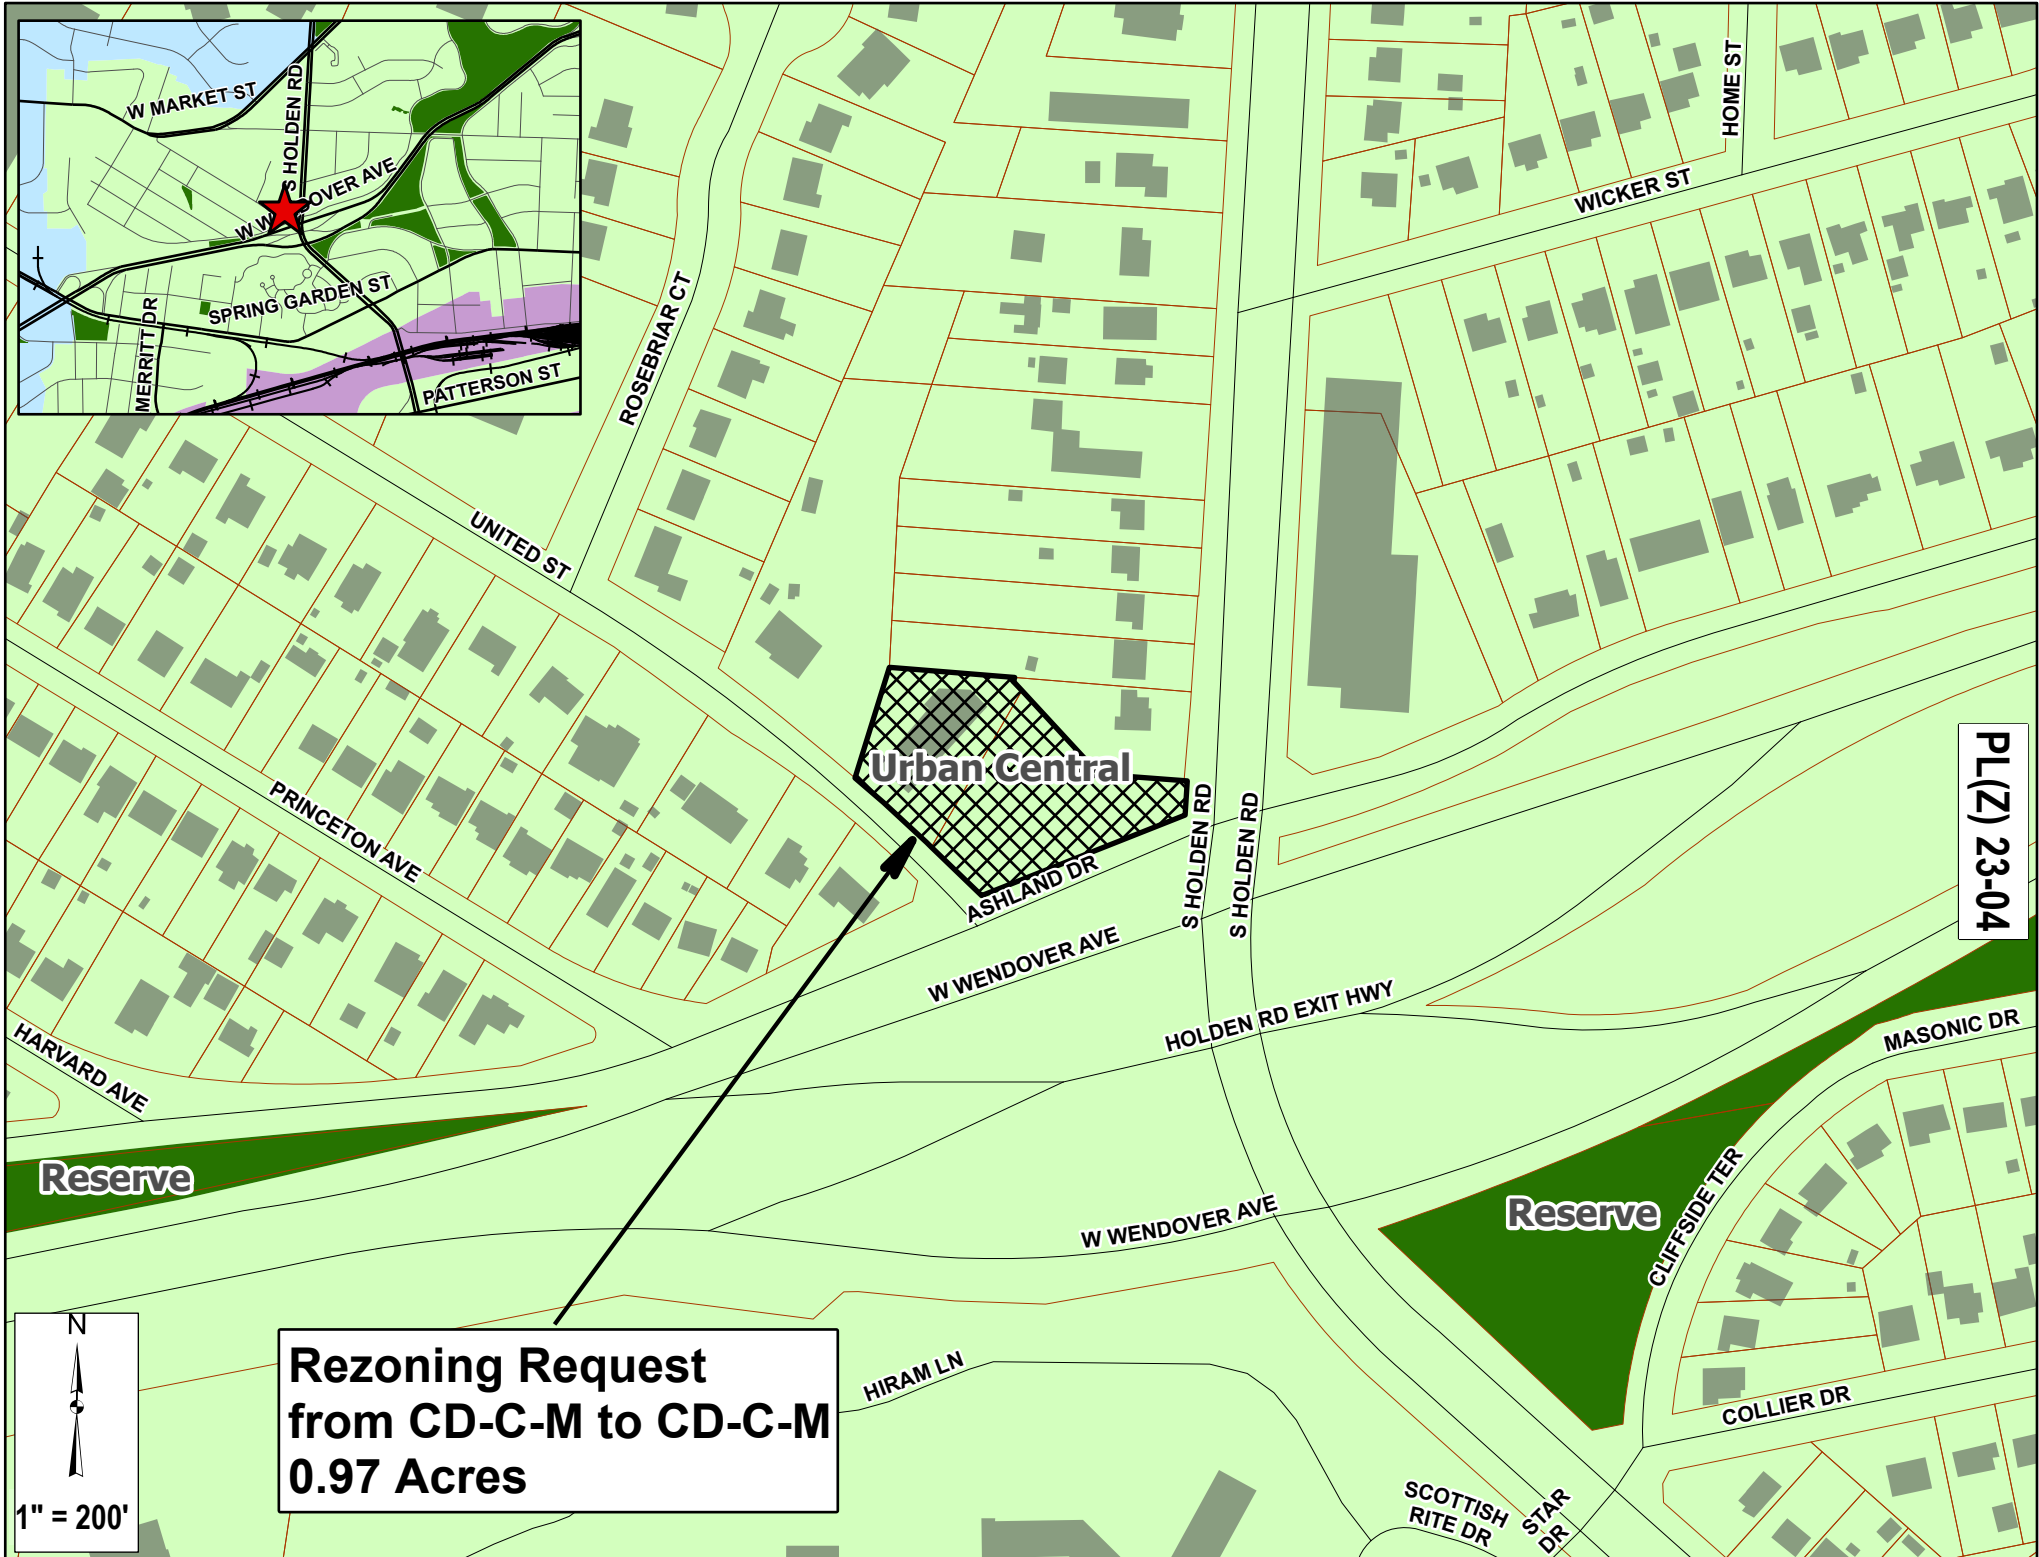 W MARKET ST
S HOLDEN RD
OVER AVE
W W
SPRING GARDEN ST
MERRITT DR
PATTERSON ST
HOME ST
WICKER ST
ROSEBRIAR CT
UNITED ST
PRINCETON AVE
HARVARD AVE
Urban Central
ASHLAND DR
S HOLDEN RD
S HOLDEN RD
W WENDOVER AVE
HOLDEN RD EXIT HWY
PL(Z) 23-04
MASONIC DR
Reserve
Reserve
CLIFFSIDE TER
W WENDOVER AVE
COLLIER DR
HIRAM LN
SCOTTISH
RITE DR
STAR
DR
N
1" = 200'
Rezoning Request
from CD-C-M to CD-C-M
0.97 Acres